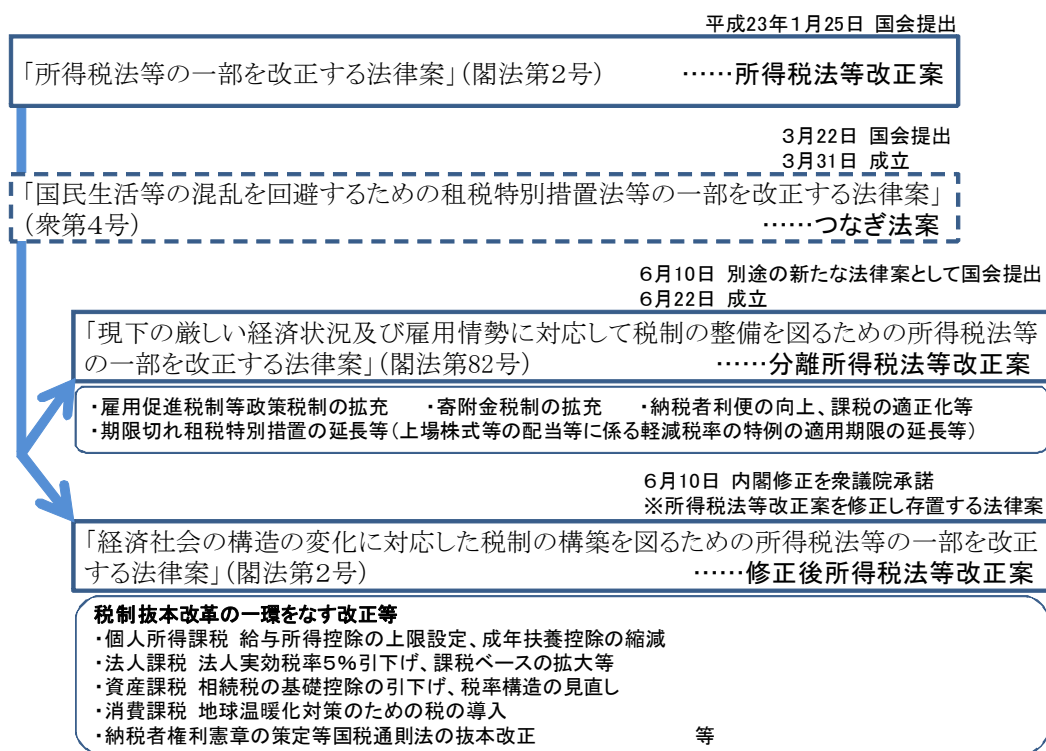 平成23年1月25日 国会提出
「所得税法等の一部を改正する法律案」(閣法第2号) ……所得税法等改正案
3月22日 国会提出
3月31日 成立
「国民生活等の混乱を回避するための租税特別措置法等の一部を改正する法律案」
(衆第4号) ……つなぎ法案
6月10日 別途の新たな法律案として国会提出
6月22日 成立
「現下の厳しい経済状況及び雇用情勢に対応して税制の整備を図るための所得税法等
の一部を改正する法律案」(閣法第82号) ……分離所得税法等改正案
・雇用促進税制等政策税制の拡充 ・寄附金税制の拡充 ・納税者利便の向上、課税の適正化等
・期限切れ租税特別措置の延長等(上場株式等の配当等に係る軽減税率の特例の適用期限の延長等)
6月10日 内閣修正を衆議院承諾
※所得税法等改正案を修正し存置する法律案
「経済社会の構造の変化に対応した税制の構築を図るための所得税法等の一部を改正
する法律案」(閣法第2号) ……修正後所得税法等改正案
税制抜本改革の一環をなす改正等
・個人所得課税 給与所得控除の上限設定、成年扶養控除の縮減
・法人課税 法人実効税率5%引下げ、課税ベースの拡大等
・資産課税 相続税の基礎控除の引下げ、税率構造の見直し
・消費課税 地球温暖化対策のための税の導入
・納税者権利憲章の策定等国税通則法の抜本改正 等